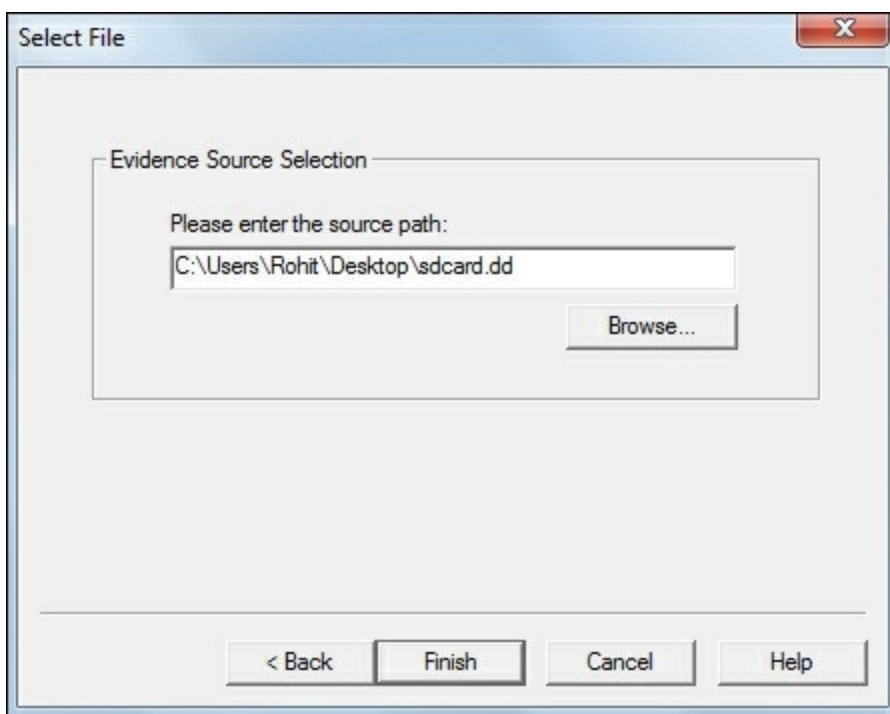 Select File
Evidence Source Selection
Please enter the source path:
C:\Users\Rohit\Desktop\sdcard.dd
Browse...
< Back
Finish
Cancel
Help